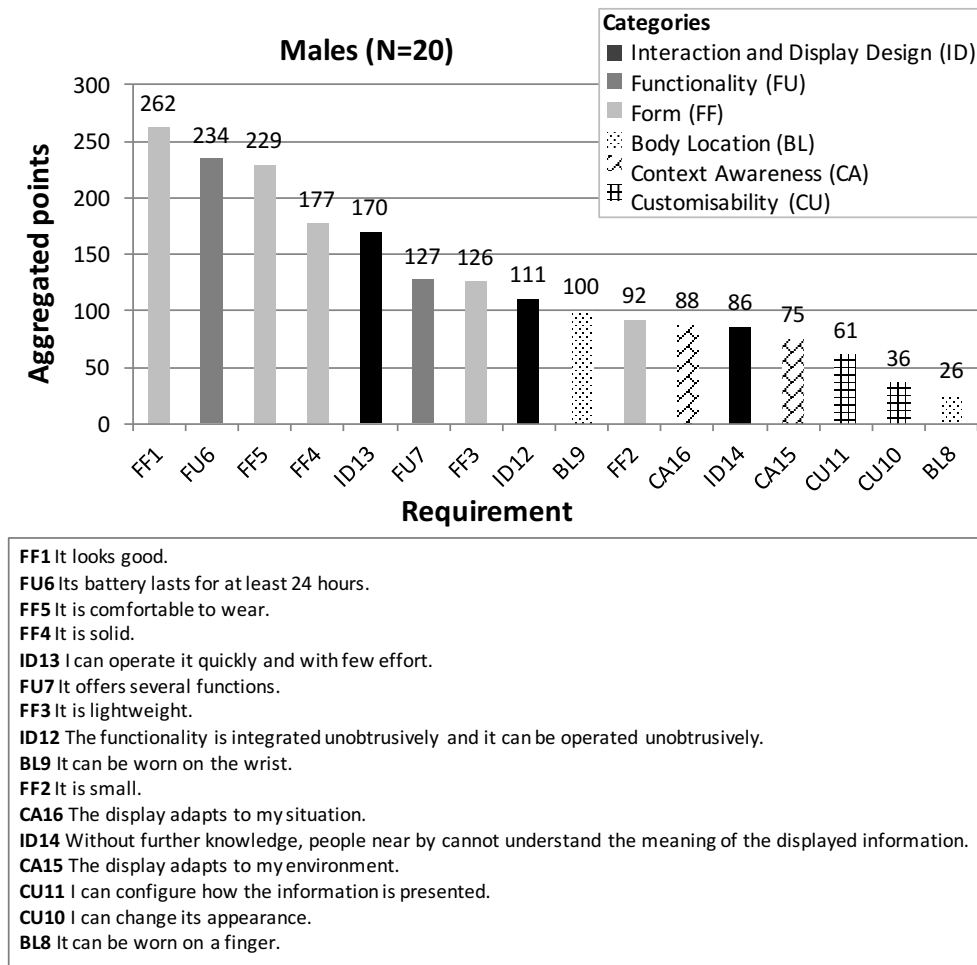 Males (N=20)
Categories
Interaction and Display Design (ID)
Functionality (FU)
Form (FF)
Body Location (BL)
Context Awareness (CA)
Customisability (CU)
Aggregated points
300
250
200
150
100
50
0
262
234
229
177
170
127
126
111
100
92
88
86
75
61
36
26
FF1
FU6
FF5
FF4
ID13
FU7
FF3
ID12
BL9
FF2
CA16
ID14
CA15
CU11
CU10
BL8
Requirement
FF1 It looks good.
FU6 Its battery lasts for at least 24 hours.
FF5 It is comfortable to wear.
FF4 It is solid.
ID13 I can operate it quickly and with few effort.
FU7 It offers several functions.
FF3 It is lightweight.
ID12 The functionality is integrated unobtrusively and it can be operated unobtrusively.
BL9 It can be worn on the wrist.
FF2 It is small.
CA16 The display adapts to my situation.
ID14 Without further knowledge, people near by cannot understand the meaning of the displayed information.
CA15 The display adapts to my environment.
CU11 I can configure how the information is presented.
CU10 I can change its appearance.
BL8 It can be worn on a finger.